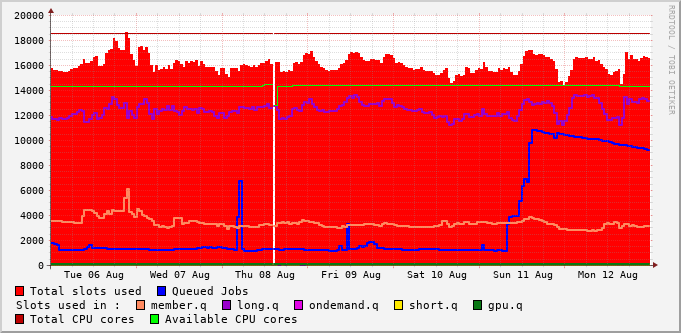 20000
18000
16000
14000
12000
10000
8000
6000
4000
2000
0
Tue 06 Aug Wed 07 Aug Thu 08 Aug Fri 09 Aug Sat 10 Aug Sun 11 Aug Mon 12 Aug
RRDTOOL / TOBI OETIKER
Total slots used Queued Jobs
Slots used in : member.q long.q ondemand.q short.q gpu.q
Total CPU cores Available CPU cores